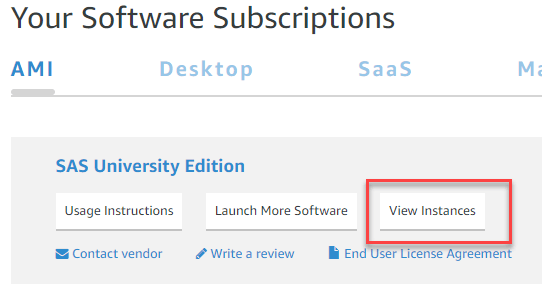 Your Software Subscriptions
AMI Desktop SaaS Ma
SAS University Edition
Usage Instructions Launch More Software View Instances
Contact vendor Write a review End User License Agreement